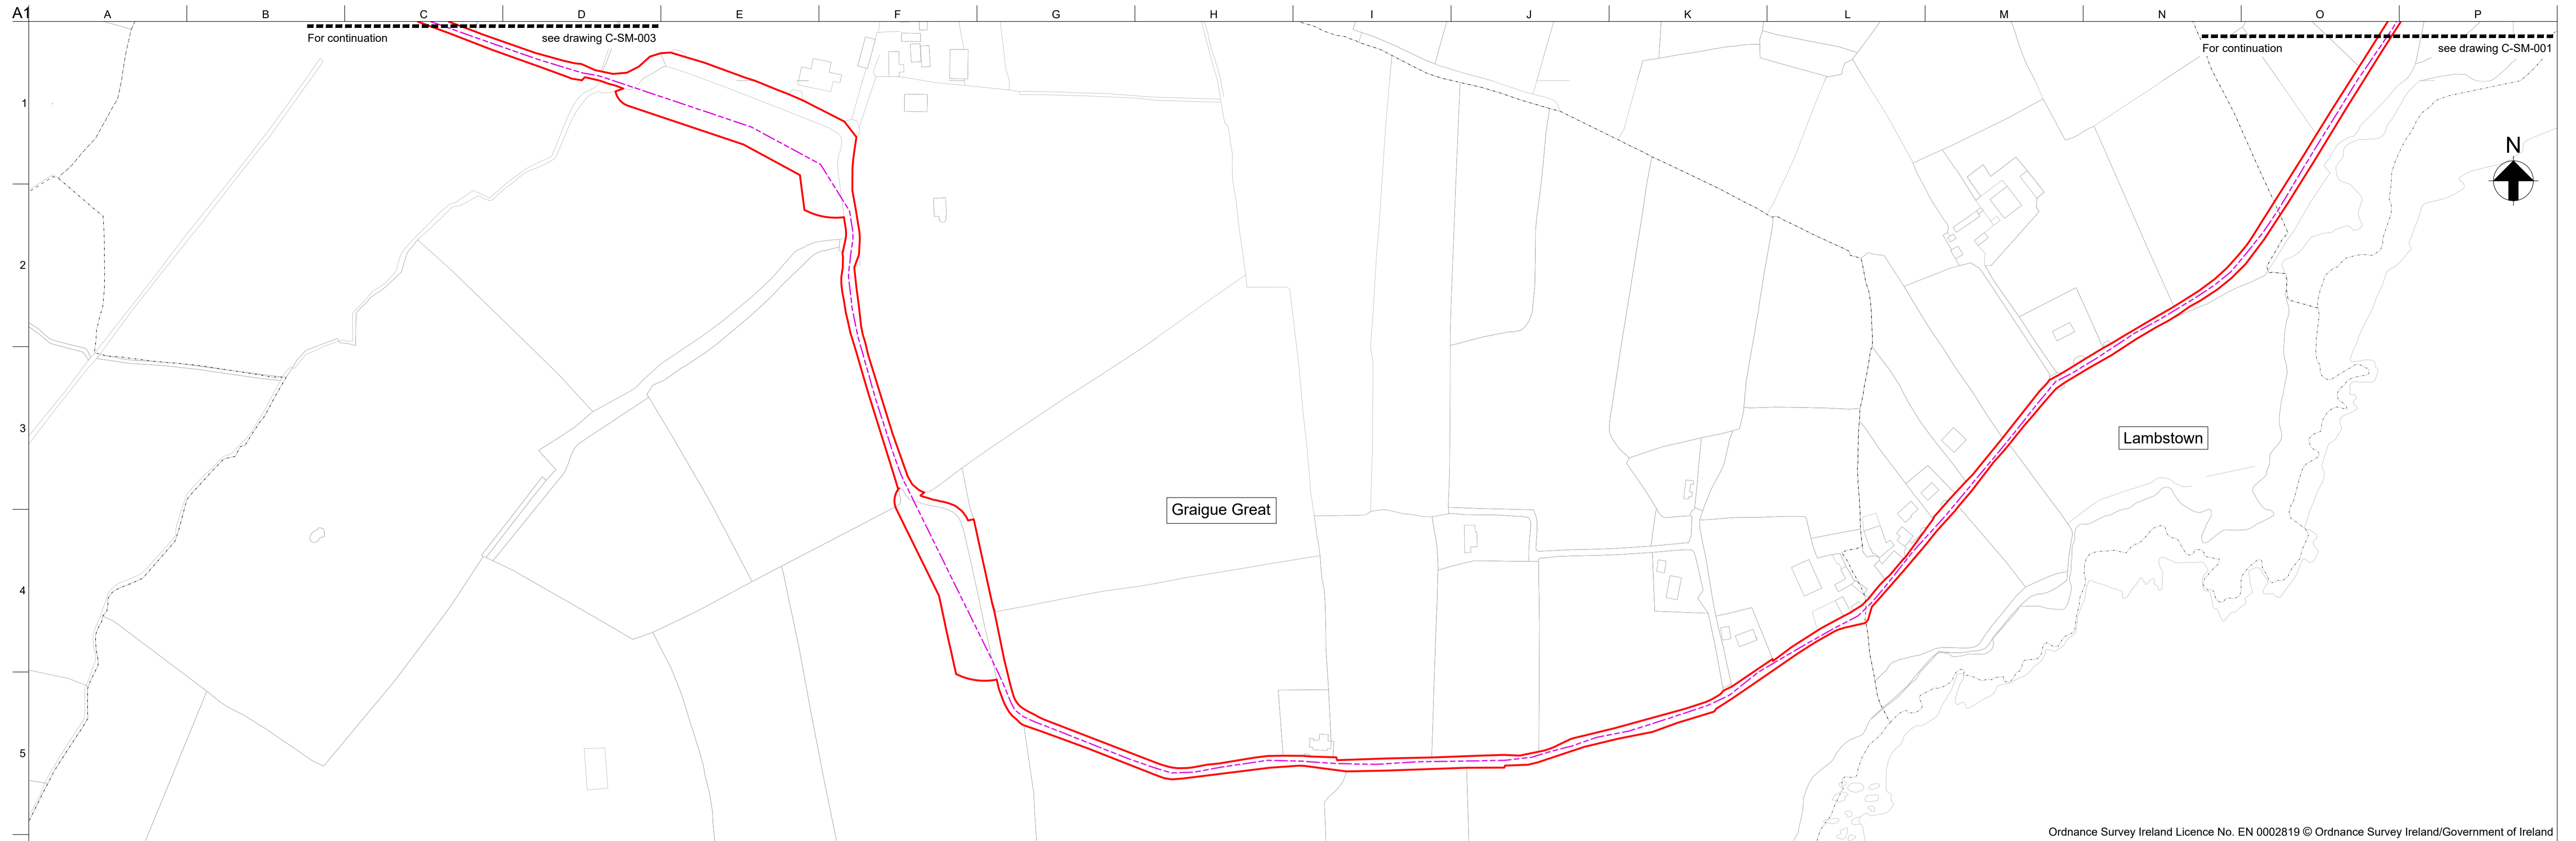 A1 A B C D E F G H I J K L M N O P
For continuation see drawing C-SM-003
For continuation see drawing C-SM-001
1
N
2
3
Lambstown
Graigue Great
4
5
Ordnance Survey Ireland Licence No. EN 0002819 © Ordnance Survey Ireland/Government of Ireland